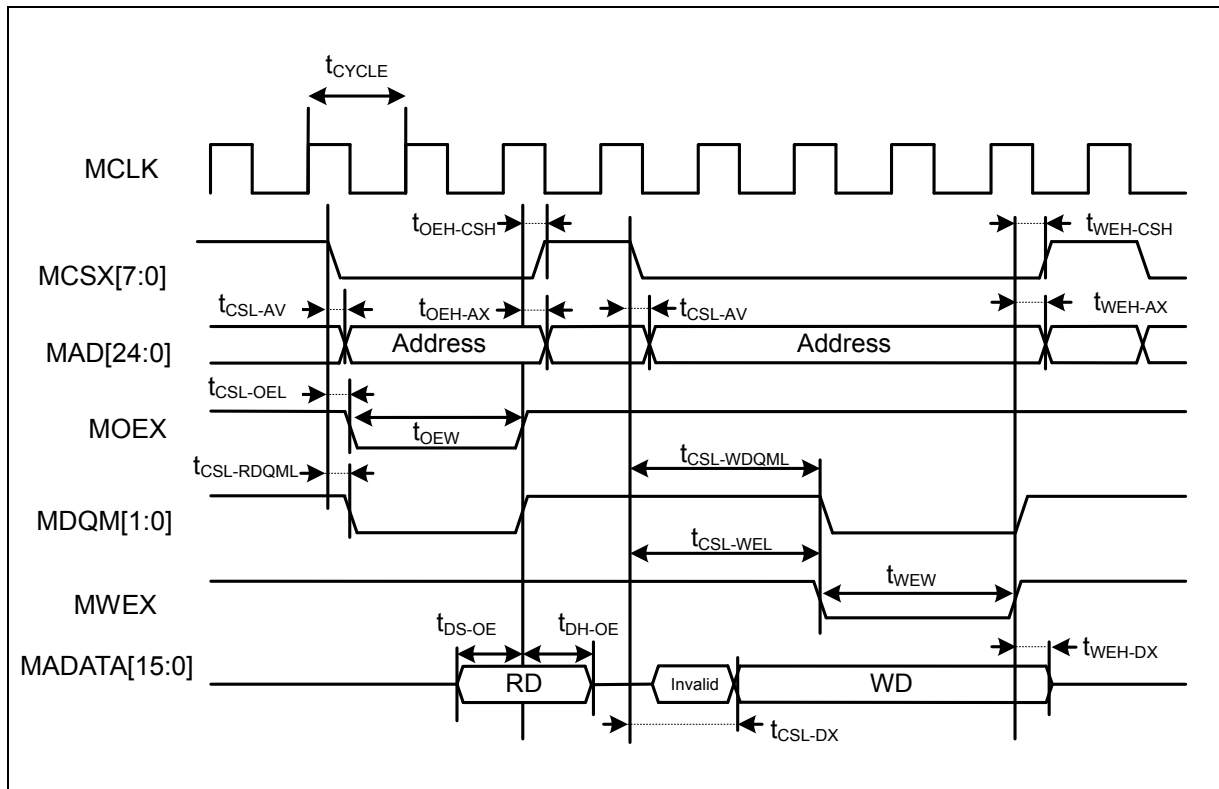 tCYCLE
MCLK
tOEH-CSH
tWEH-CSH
MCSX[7:0]
tCSL-AV
tOEH-AX
tCSL-AV
tWEH-AX
MAD[24:0]
Address
Address
tCSL-OEL
MOEX
tOEW
tCSL-RDQML
tCSL-WDQML
MDQM[1:0]
tCSL-WEL
tWEW
MWEX
tDS-OE
tDH-OE
tWEH-DX
MADATA[15:0]
RD
Invalid
WD
tCSL-DX